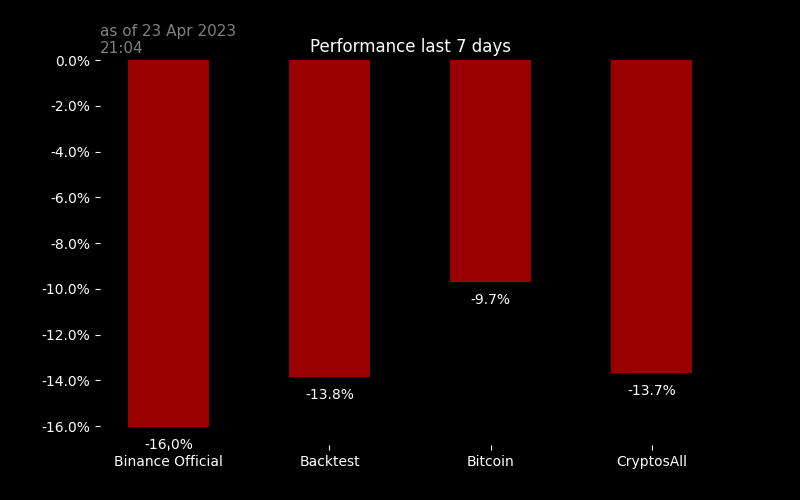 as of 23 Apr 2023
21:04
Performance last 7 days
0.0%
-2.0%
-4.0%
-6.0%
-8.0%
-10.0%
-12.0%
-14.0%
-16.0%
-16.0%
-13.8%
-9.7%
-13.7%
Binance Official
Backtest
Bitcoin
CryptosAll